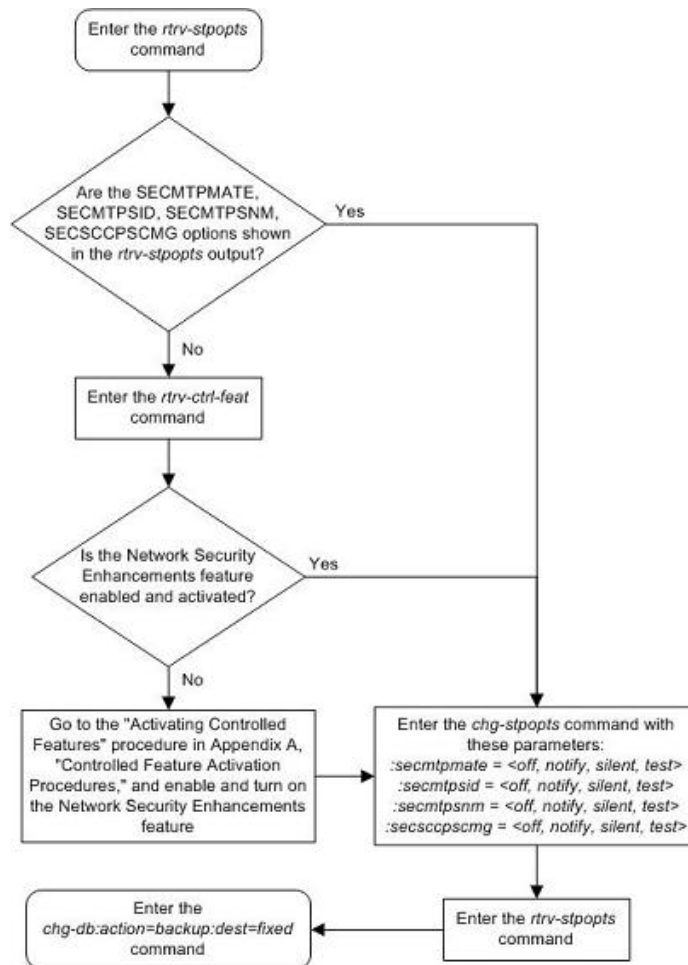 Enter the rtrv-stpopts
command
Are the SECMTPMATE,
SECMTPSID, SECMTPSNM,
SECSCCPSCMG options shown
in the rtrv-stpopts output?
Yes
No
Enter the rtrv-ctrl-feat
command
Is the Network Security
Enhancements feature
enabled and activated?
Yes
No
Go to the "Activating Controlled
Features" procedure in Appendix A,
"Controlled Feature Activation
Procedures," and enable and turn on
the Network Security Enhancements
feature
Enter the chg-stpopts command with
these parameters:
:secmtpmate = <off, notify, silent, test>
:secmtpsid = <off, notify, silent, test>
:secmtpsnm = <off, notify, silent, test>
:secsccpscmg = <off, notify, silent, test>
Enter the rtrv-stpopts
command
Enter the
chg-db:action=backup:dest=fixed
command